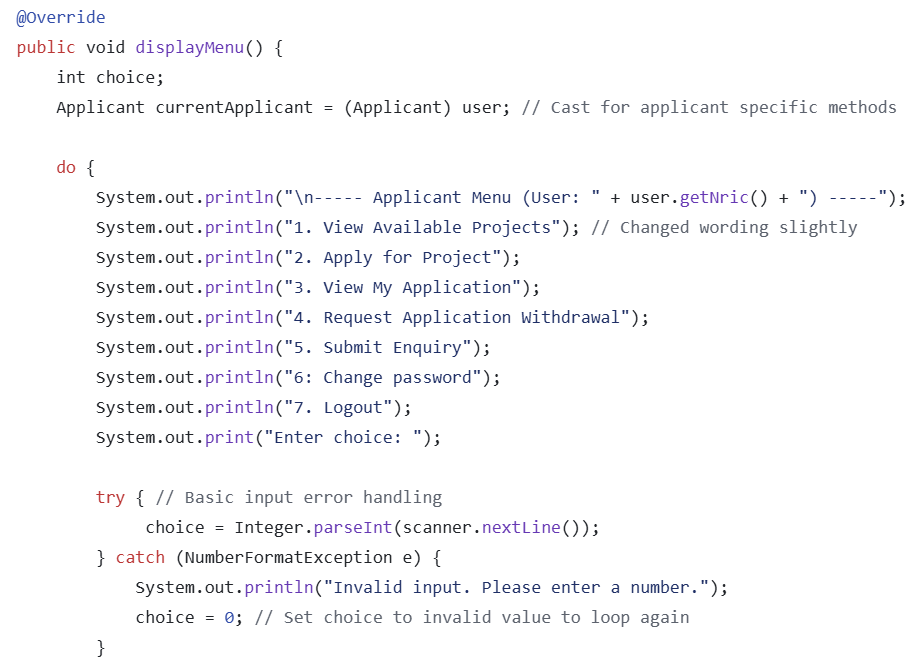 @Override
public void displayMenu() {
    int choice;
    Applicant currentApplicant = (Applicant) user; // Cast for applicant specific methods

    do {
        System.out.println("\n----- Applicant Menu (User: " + user.getNric() + ") -----");
        System.out.println("1. View Available Projects"); // Changed wording slightly
        System.out.println("2. Apply for Project");
        System.out.println("3. View My Application");
        System.out.println("4. Request Application Withdrawal");
        System.out.println("5. Submit Enquiry");
        System.out.println("6: Change password");
        System.out.println("7. Logout");
        System.out.print("Enter choice: ");

        try { // Basic input error handling
             choice = Integer.parseInt(scanner.nextLine());
        } catch (NumberFormatException e) {
            System.out.println("Invalid input. Please enter a number.");
            choice = 0; // Set choice to invalid value to loop again
        }